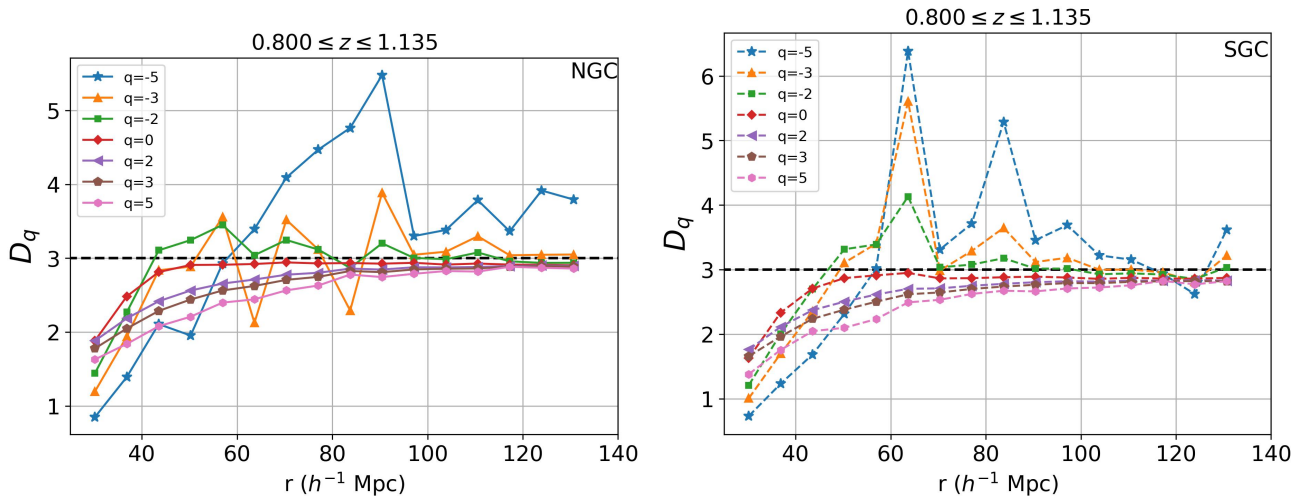 0.800 ≤ z ≤ 1.135
NGC
q=-5
q=-3
q=-2
q=0
q=2
q=3
q=5
5
4
3
2
1
D_q
40 60 80 100 120 140
r (h⁻¹ Mpc)
0.800 ≤ z ≤ 1.135
SGC
q=-5
q=-3
q=-2
q=0
q=2
q=3
q=5
6
5
4
3
2
1
D_q
40 60 80 100 120 140
r (h⁻¹ Mpc)